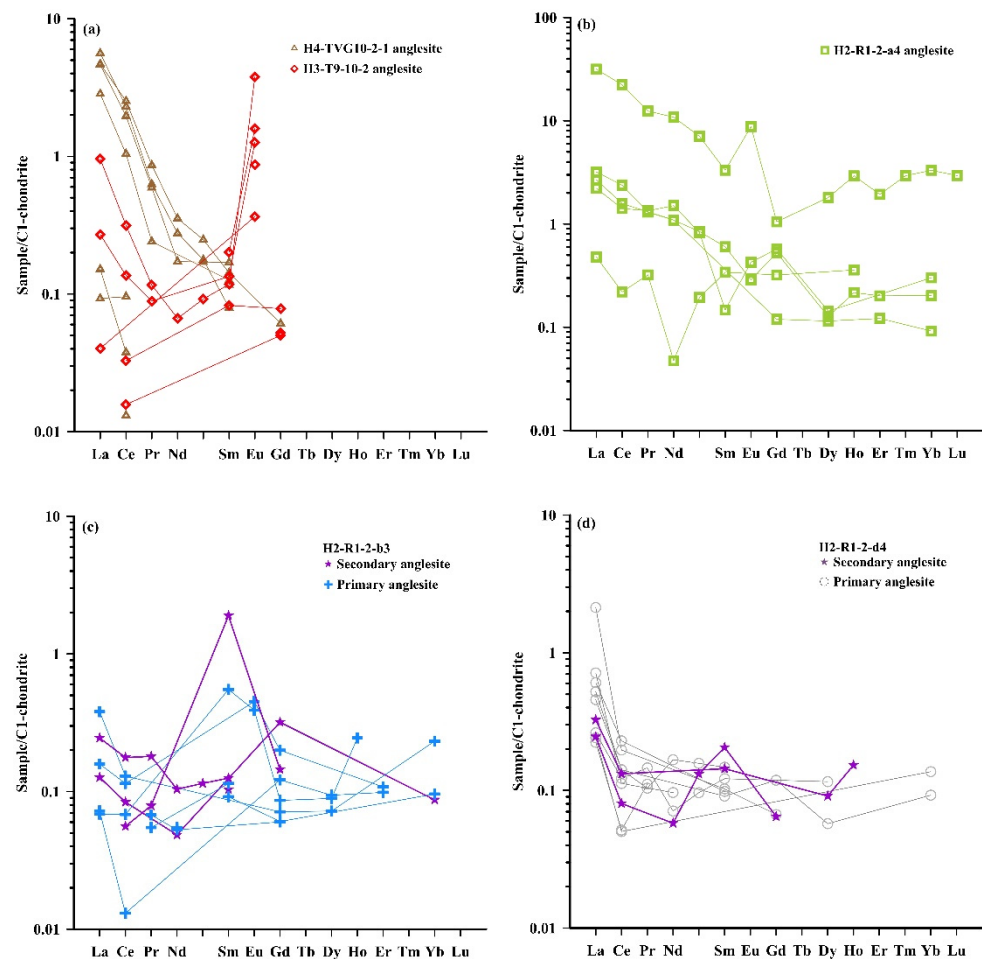 (a)
H4-TVG10-2-1 anglesite
H3-T9-10-2 anglesite
Sample/C1-chondrite
10
1
0.1
0.01
La Ce Pr Nd Sm Eu Gd Tb Dy Ho Er Tm Yb Lu
(b)
H2-R1-2-a4 anglesite
Sample/C1-chondrite
100
10
1
0.1
0.01
La Ce Pr Nd Sm Eu Gd Tb Dy Ho Er Tm Yb Lu
(c)
H2-R1-2-b3
Secondary anglesite
Primary anglesite
Sample/C1-chondrite
10
1
0.1
0.01
La Ce Pr Nd Sm Eu Gd Tb Dy Ho Er Tm Yb Lu
(d)
H2-R1-2-d4
Secondary anglesite
Primary anglesite
Sample/C1-chondrite
10
1
0.1
0.01
La Ce Pr Nd Sm Eu Gd Tb Dy Ho Er Tm Yb Lu